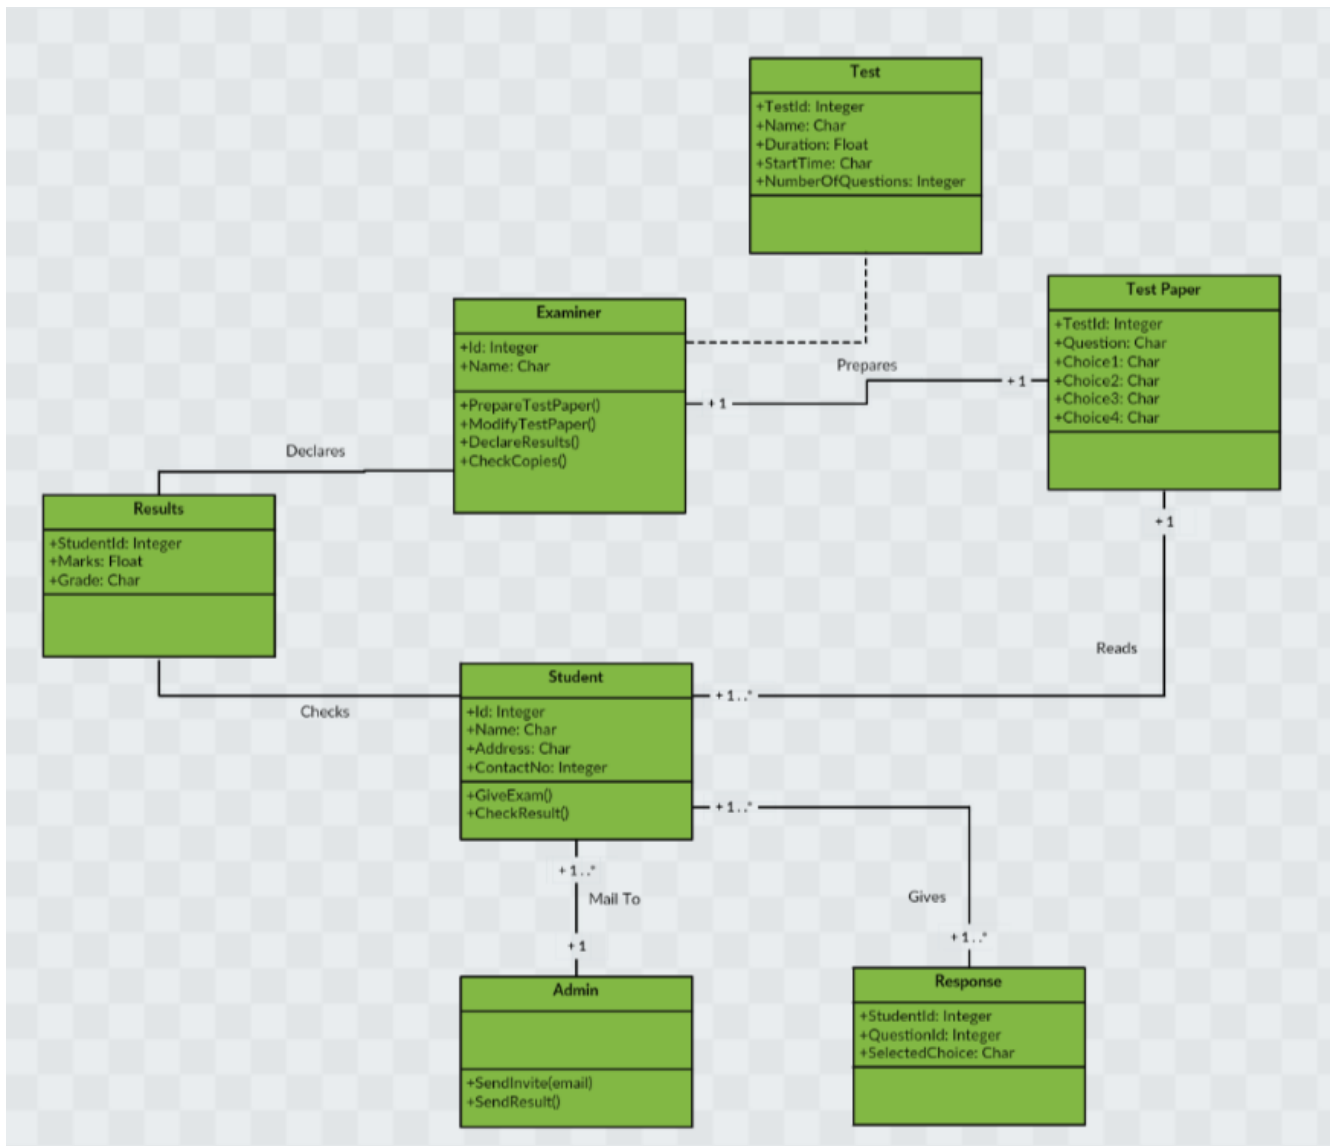 Test
+TestId: Integer
+Name: Char
+Duration: Float
+StartTime: Char
+NumberOfQuestions: Integer
Test Paper
+TestId: Integer
+Question: Char
+Choice1: Char
+Choice2: Char
+Choice3: Char
+Choice4: Char
Examiner
+Id: Integer
+Name: Char
+PrepareTestPaper()
+ModifyTestPaper()
+DeclareResults()
+CheckCopies()
Prepares
+1
+1
Declares
Results
+StudentId: Integer
+Marks: Float
+Grade: Char
+1
Reads
Checks
Student
+Id: Integer
+Name: Char
+Address: Char
+ContactNo: Integer
+GiveExam()
+CheckResult()
+1..*
+1..*
+1..*
Mail To
+1
Gives
+1..*
Admin
+SendInvite(email)
+SendResult()
Response
+StudentId: Integer
+QuestionId: Integer
+SelectedChoice: Char